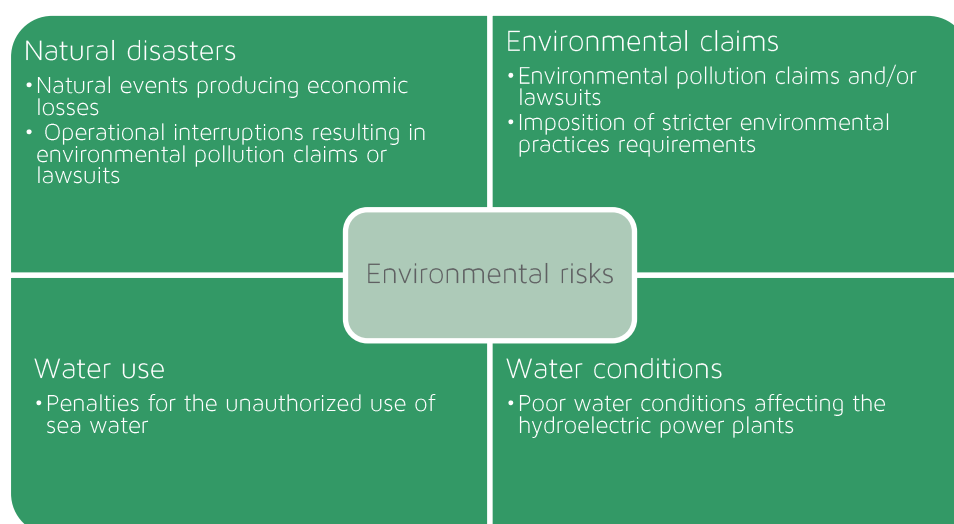 Natural disasters
•Natural events producing economic
losses
• Operational interruptions resulting in
environmental pollution claims or
lawsuits
Environmental claims
•Environmental pollution claims and/or
lawsuits
•Imposition of stricter environmental
practices requirements
Environmental risks
Water use
•Penalties for the unauthorized use of
sea water
Water conditions
•Poor water conditions affecting the
hydroelectric power plants